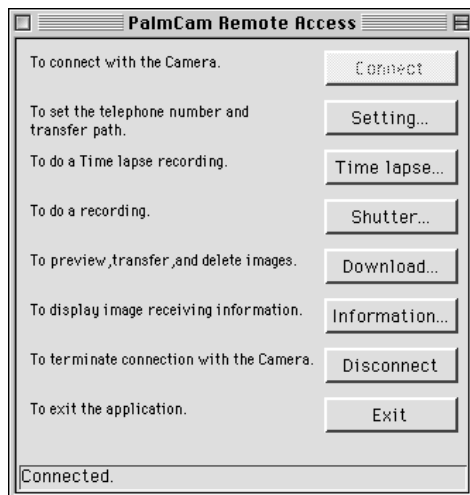 PalmCam Remote Access
To connect with the Camera.
Connect
To set the telephone number and
transfer path.
Setting...
To do a Time lapse recording.
Time lapse...
To do a recording.
Shutter...
To preview,transfer,and delete images.
Download...
To display image receiving information.
Information...
To terminate connection with the Camera.
Disconnect
To exit the application.
Exit
Connected.